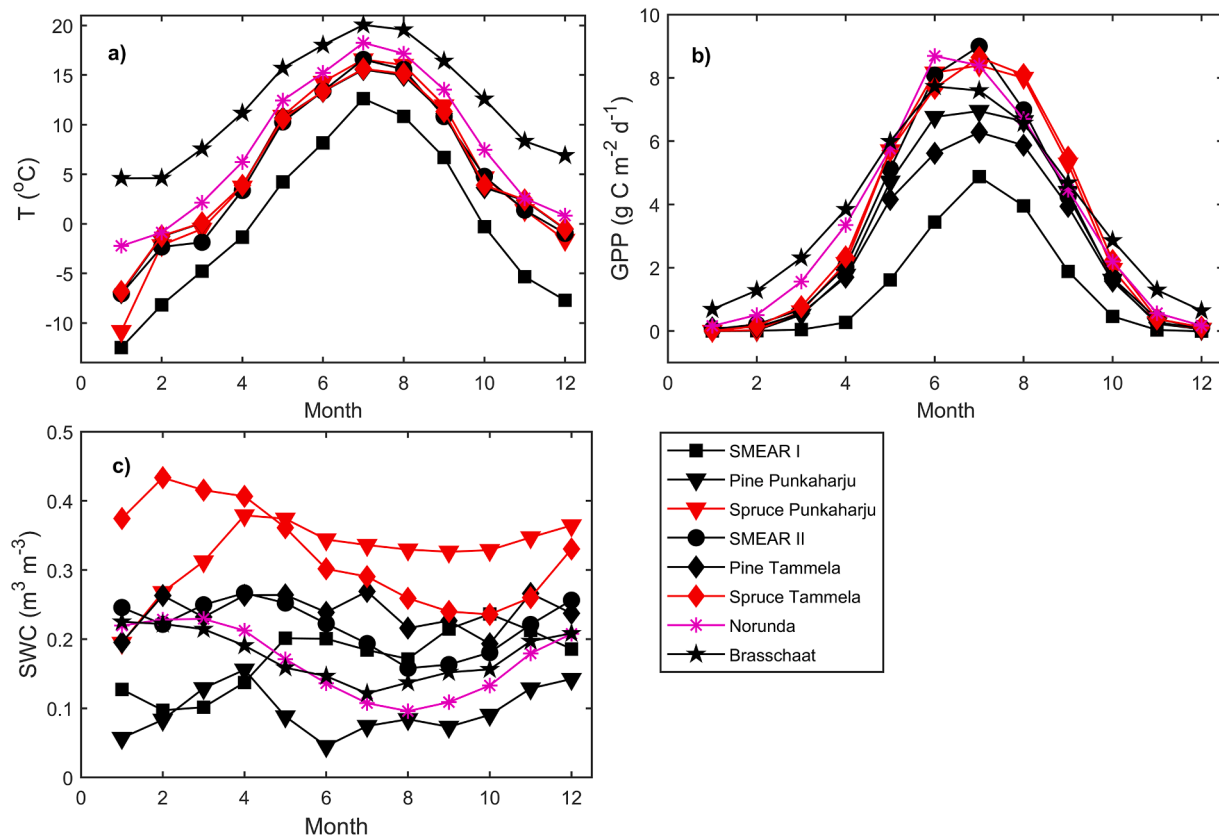 a)
20
15
10
5
0
-5
-10
T (°C)
0 2 4 6 8 10 12
Month
b)
10
8
6
4
2
0
GPP (g C m⁻² d⁻¹)
0 2 4 6 8 10 12
Month
c)
0.5
0.4
0.3
0.2
0.1
0
SWC (m³ m⁻³)
0 2 4 6 8 10 12
Month
SMEAR I
Pine Punkaharju
Spruce Punkaharju
SMEAR II
Pine Tammela
Spruce Tammela
Norunda
Brasschaat